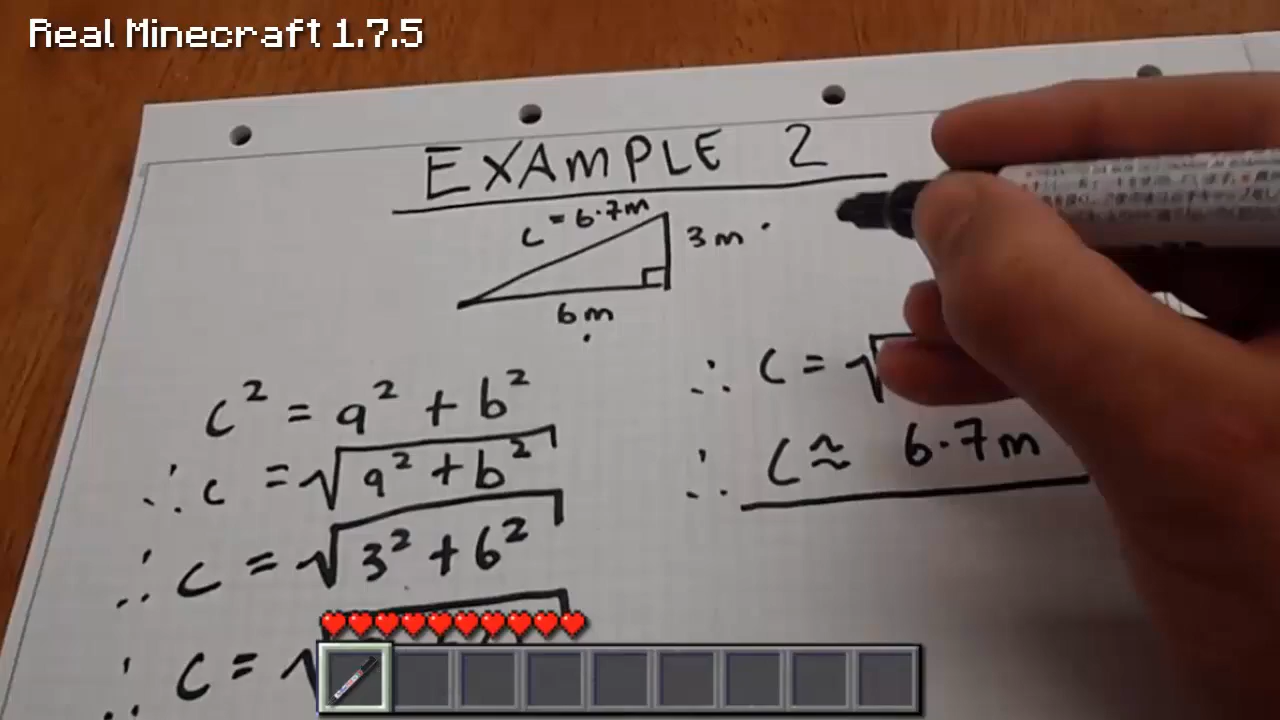 Real Minecraft 1.7.5
EXAMPLE 2
c = 6.7m
3m
6m
c² = a² + b²
∴ c = √a² + b²
∴ c = √3² + 6²
∴ c = √
∴ c = √
∴ c ≈ 6.7m